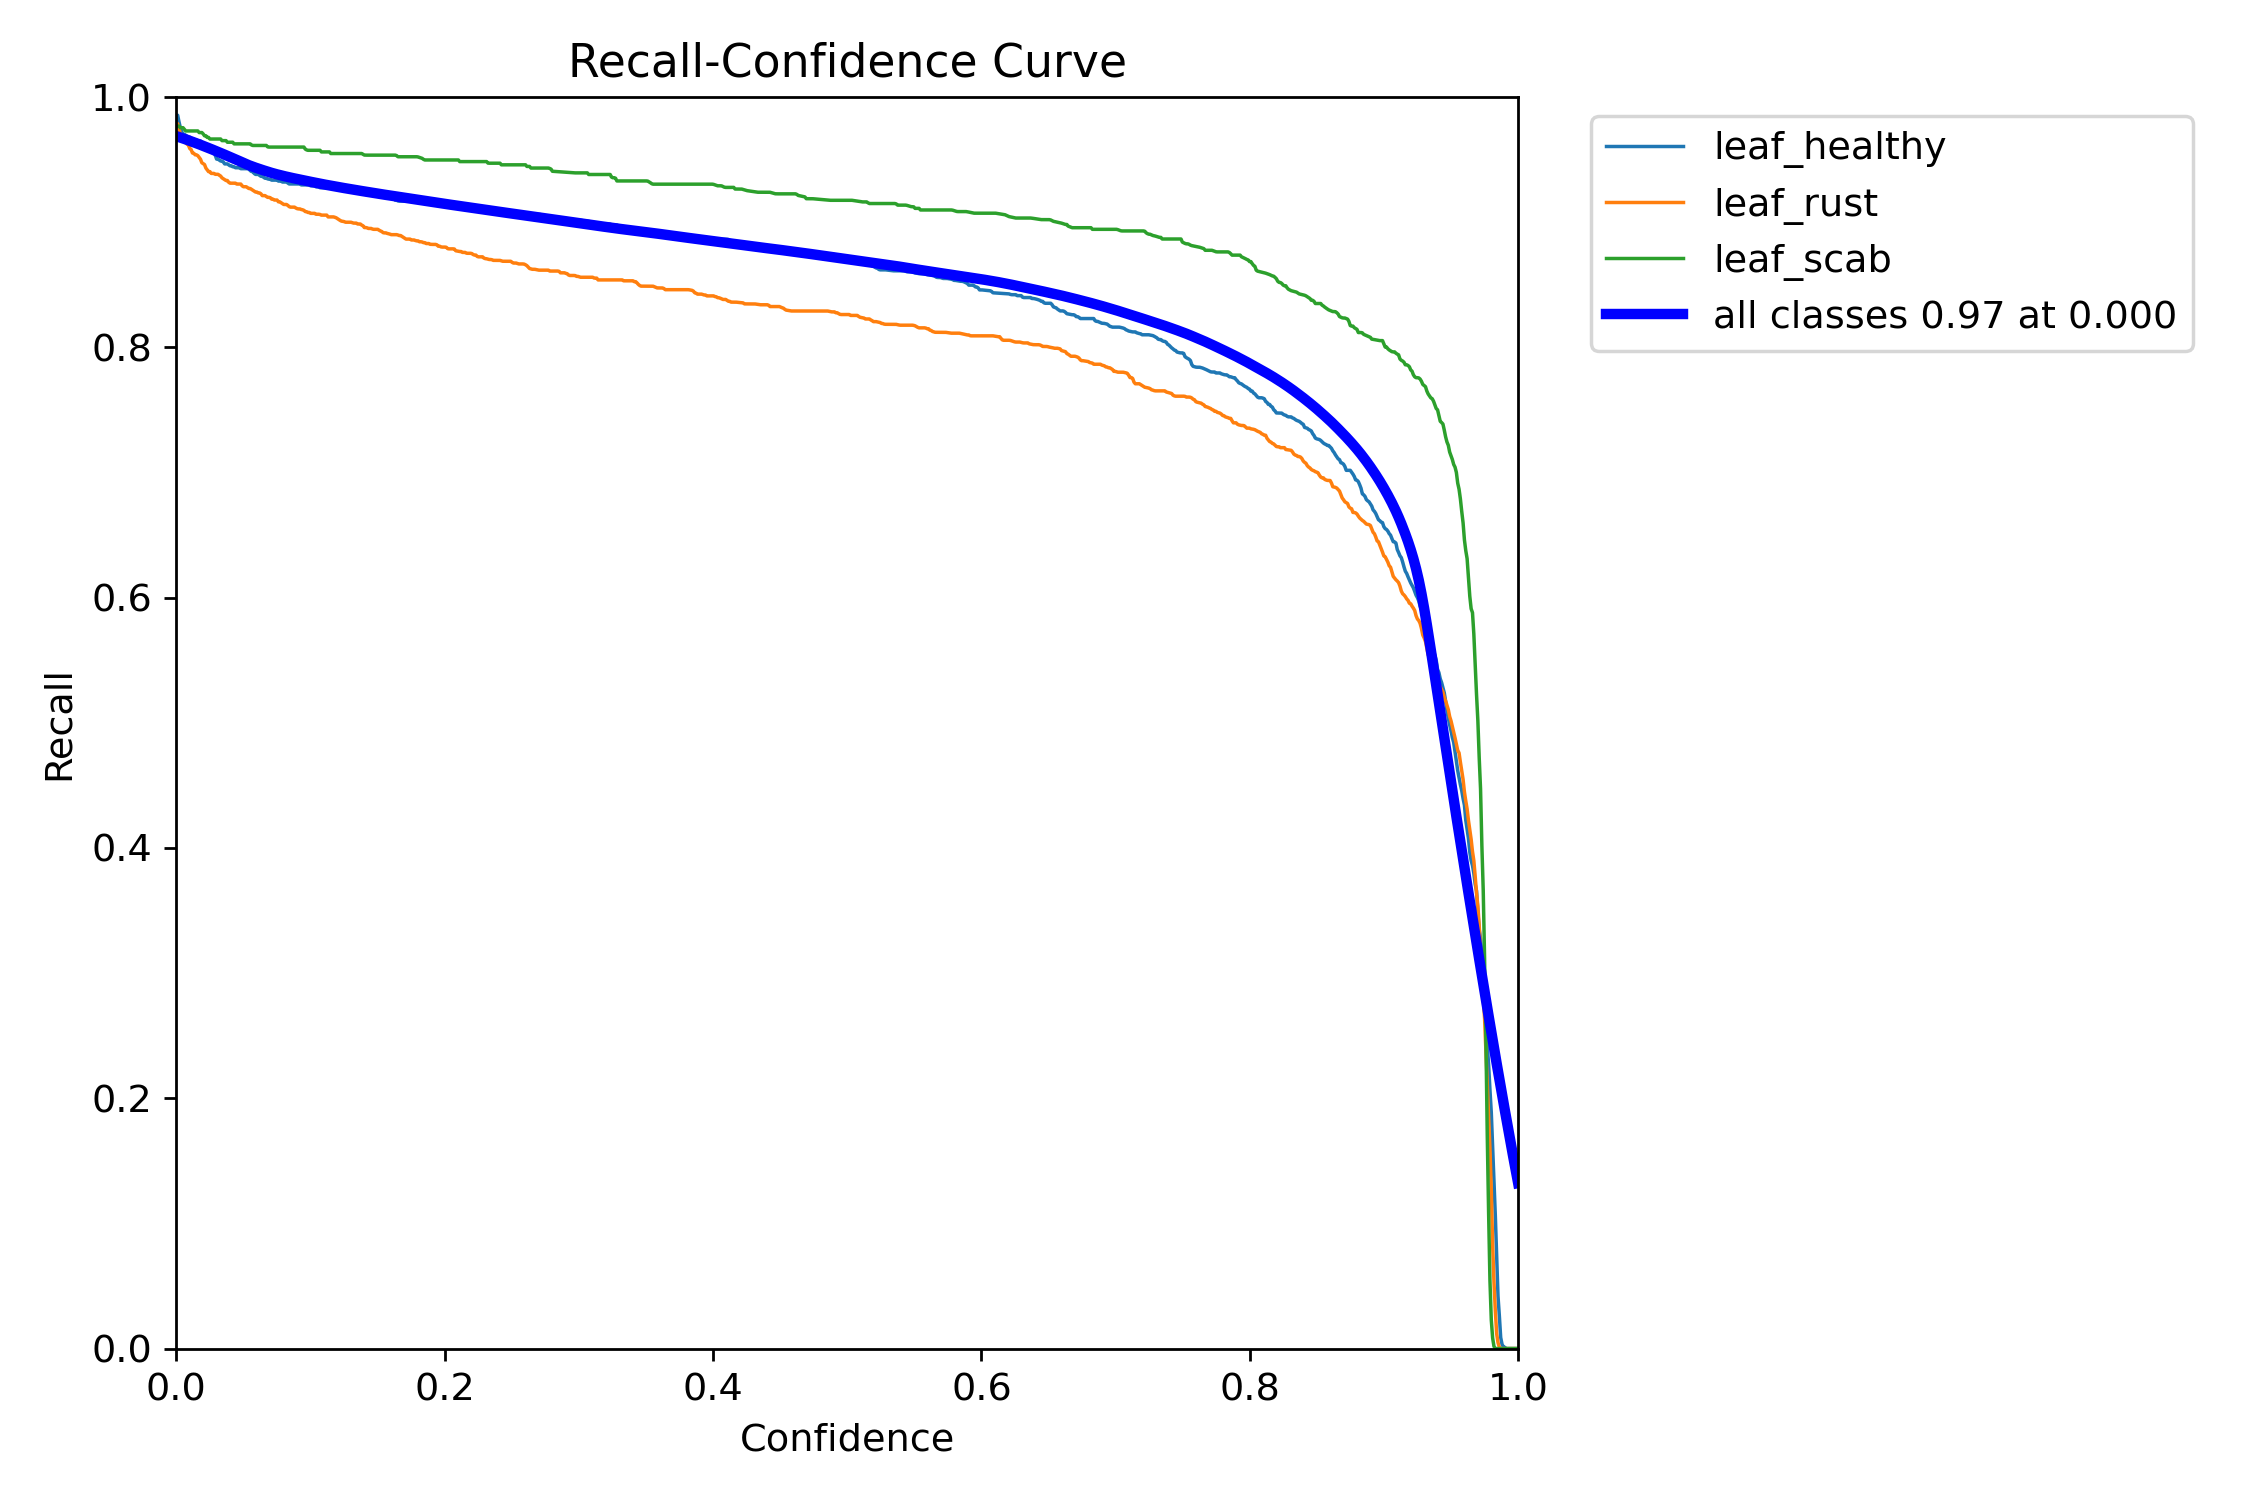 Recall-Confidence Curve
1.0
0.8
0.6
0.4
0.2
0.0
Recall
0.0 0.2 0.4 0.6 0.8 1.0
Confidence
leaf_healthy
leaf_rust
leaf_scab
all classes 0.97 at 0.000